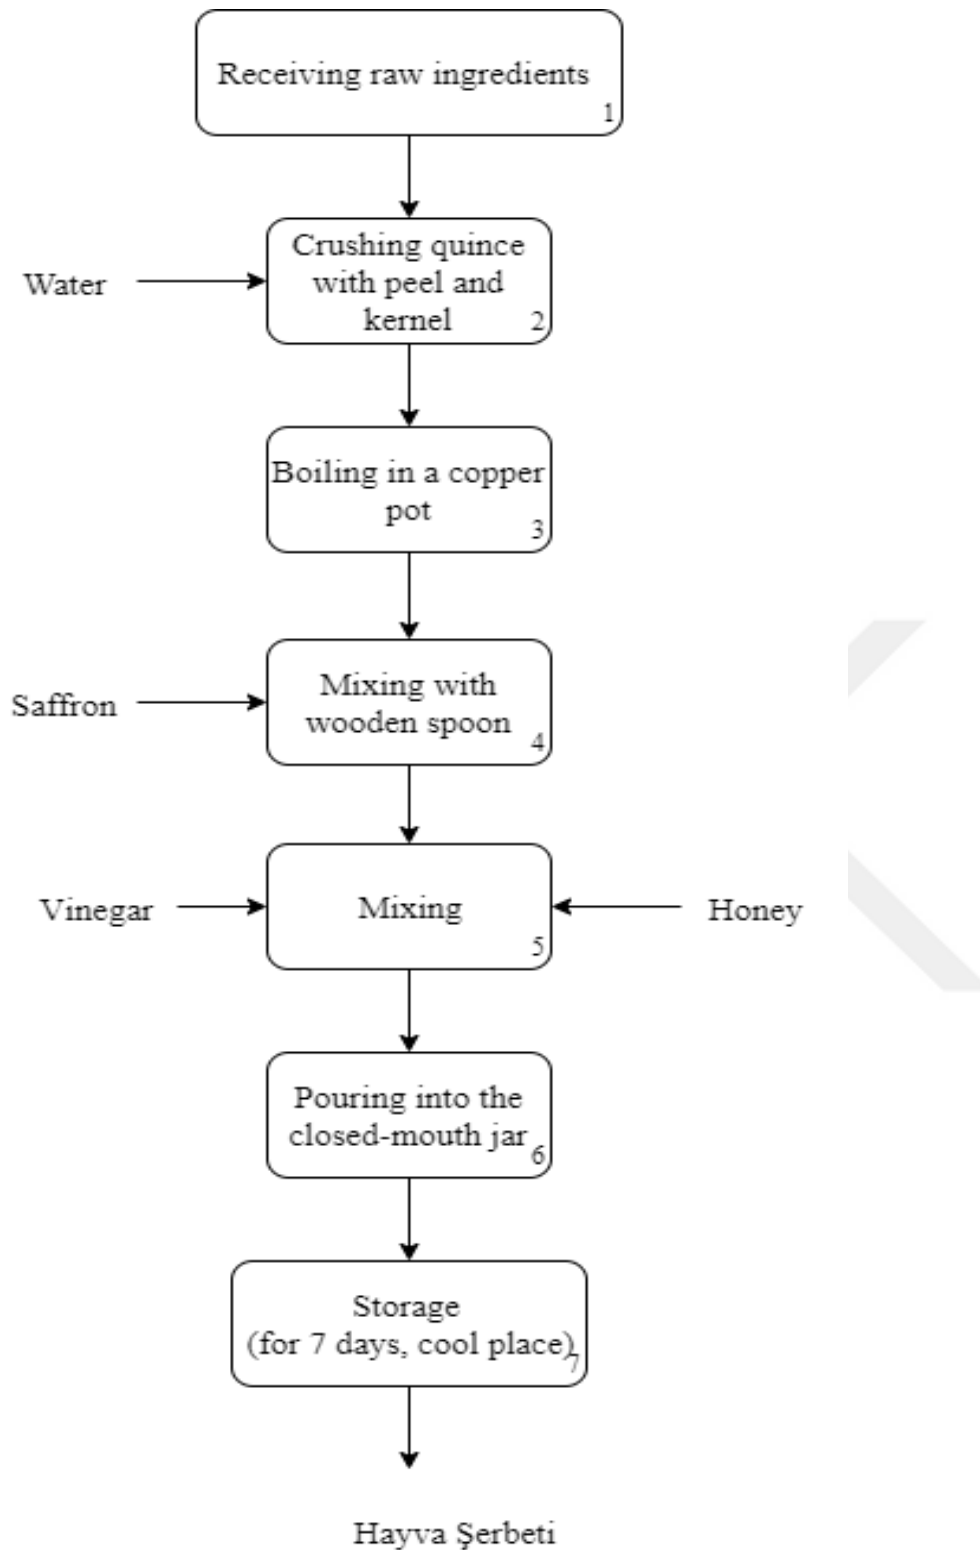 Receiving raw ingredients
1
Crushing quince
with peel and
kernel
2
Water
Boiling in a copper
pot
3
Saffron
Mixing with
wooden spoon
4
Vinegar
Mixing
5
Honey
Pouring into the
closed-mouth jar
6
Storage
(for 7 days, cool place)
7
Hayva Şerbeti